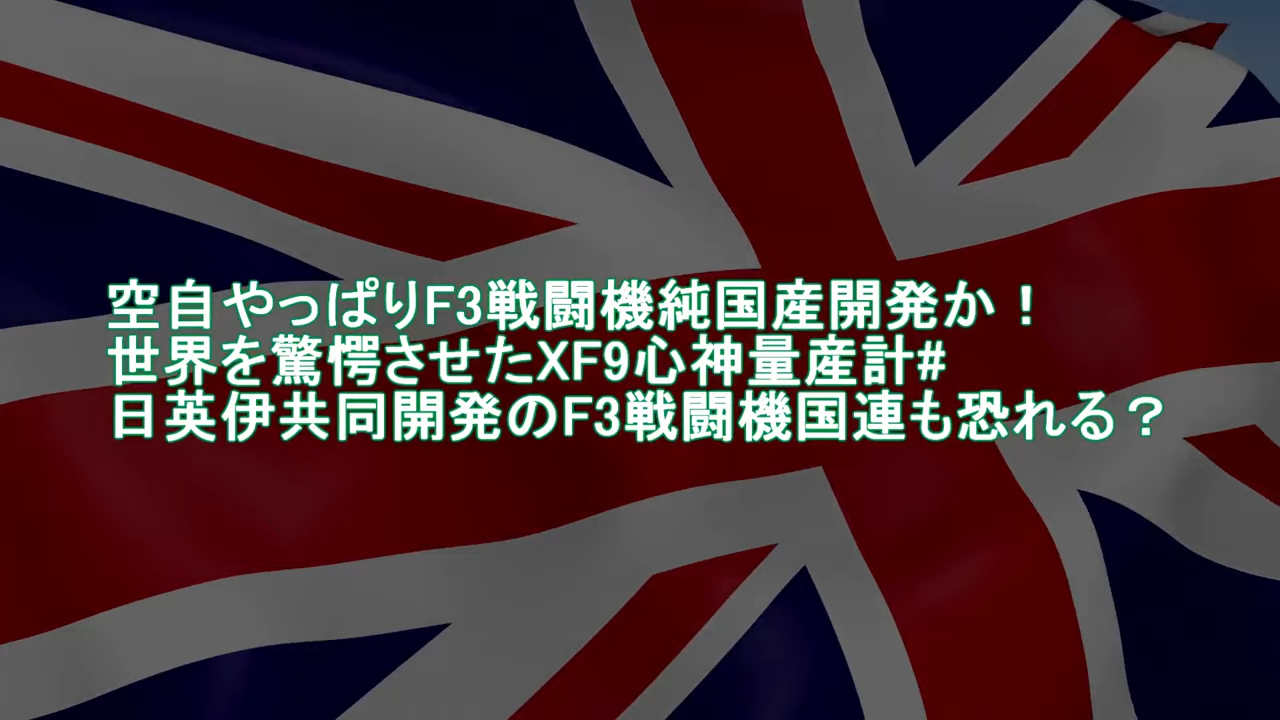 空自やっぱりF3戦闘機純国産開発か！
世界を驚愕させたXF9心神量産計#
日英伊共同開発のF3戦闘機国連も恐れる？